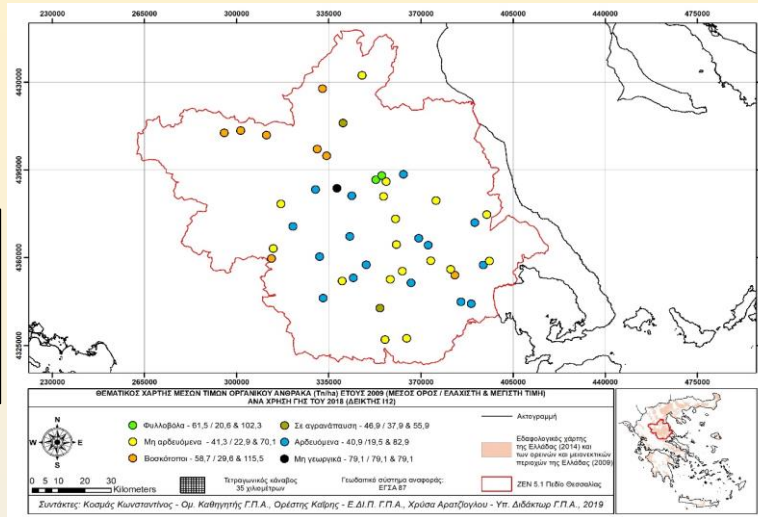 230000 265000 300000 335000 370000 405000 440000 475000
4430000 4430000
4395000 4395000
4360000 4360000
4325000 4325000
230000 265000 300000 335000 370000 405000 440000 475000
ΘΕΜΑΤΙΚΟΣ ΧΑΡΤΗΣ ΜΕΣΩΝ ΤΙΜΩΝ ΟΡΓΑΝΙΚΟΥ ΑΝΘΡΑΚΑ (Tn/ha) ΕΤΟΥΣ 2009 (ΜΕΣΟΣ ΟΡΟΣ / ΕΛΑΧΙΣΤΗ & ΜΕΓΙΣΤΗ ΤΙΜΗ)
ΑΝΑ ΧΡΗΣΗ ΓΗΣ ΤΟΥ 2018 (ΔΕΙΚΤΗΣ Ι12)
N
W E
S
0 5 10 20 30
Kilometers
Φυλλοβόλα - 61,5 / 20,6 & 102,3
Μη αρδευόμενα - 41,3 / 22,9 & 70,1
Βοσκότοποι - 58,7 / 29,6 & 115,5
Σε αγρανάπαυση - 46,9 / 37,9 & 55,9
Αρδευόμενα - 40,9 /19,5 & 82,9
Μη γεωργικά - 79,1 / 79,1 & 79,1
Τετραγωνικός κάναβος
35 χιλιομέτρων
Γεωδαιτικό σύστημα αναφοράς:
ΕΓΣΑ 87
Ακτογραμμή
Εδαφολογικός χάρτης
της Ελλάδας (2014) και
των ορεινών και μειονεκτικών
περιοχών της Ελλάδας (2009)
ZEN 5.1 Πεδίο Θεσσαλίας
Συντάκτες: Κοσμάς Κωνσταντίνος - Ομ. Καθηγητής Γ.Π.Α., Ορέστης Καΐρης - Ε.ΔΙ.Π. Γ.Π.Α., Χρύσα Αρατζίογλου - Υπ. Διδάκτωρ Γ.Π.Α., 2019